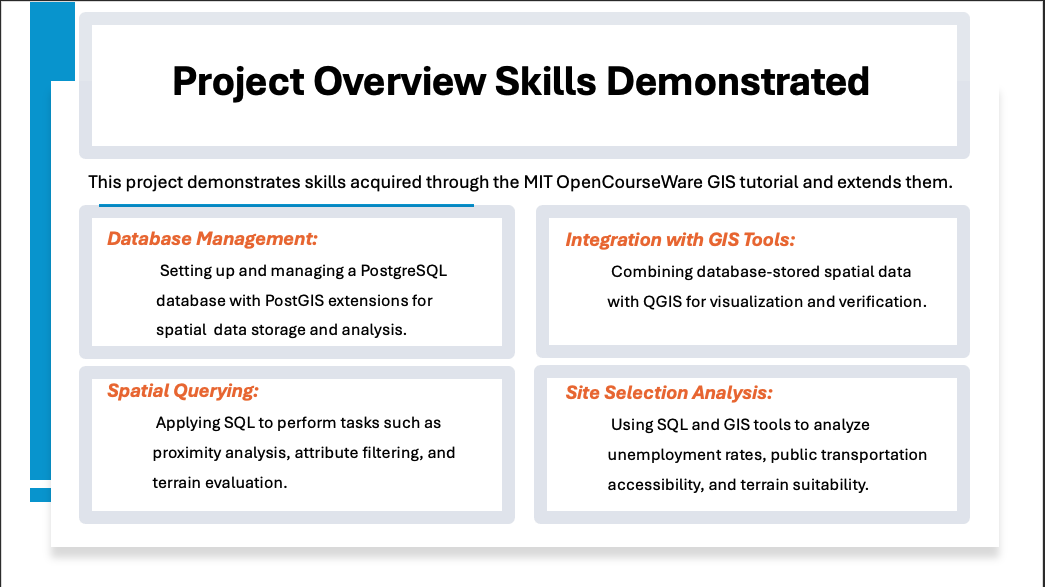 Project Overview Skills Demonstrated
This project demonstrates skills acquired through the MIT OpenCourseWare GIS tutorial and extends them.
Database Management:
Setting up and managing a PostgreSQL
database with PostGIS extensions for
spatial  data storage and analysis.
Integration with GIS Tools:
Combining database-stored spatial data
with QGIS for visualization and verification.
Spatial Querying:
Applying SQL to perform tasks such as
proximity analysis, attribute filtering, and
terrain evaluation.
Site Selection Analysis:
Using SQL and GIS tools to analyze
unemployment rates, public transportation
accessibility, and terrain suitability.